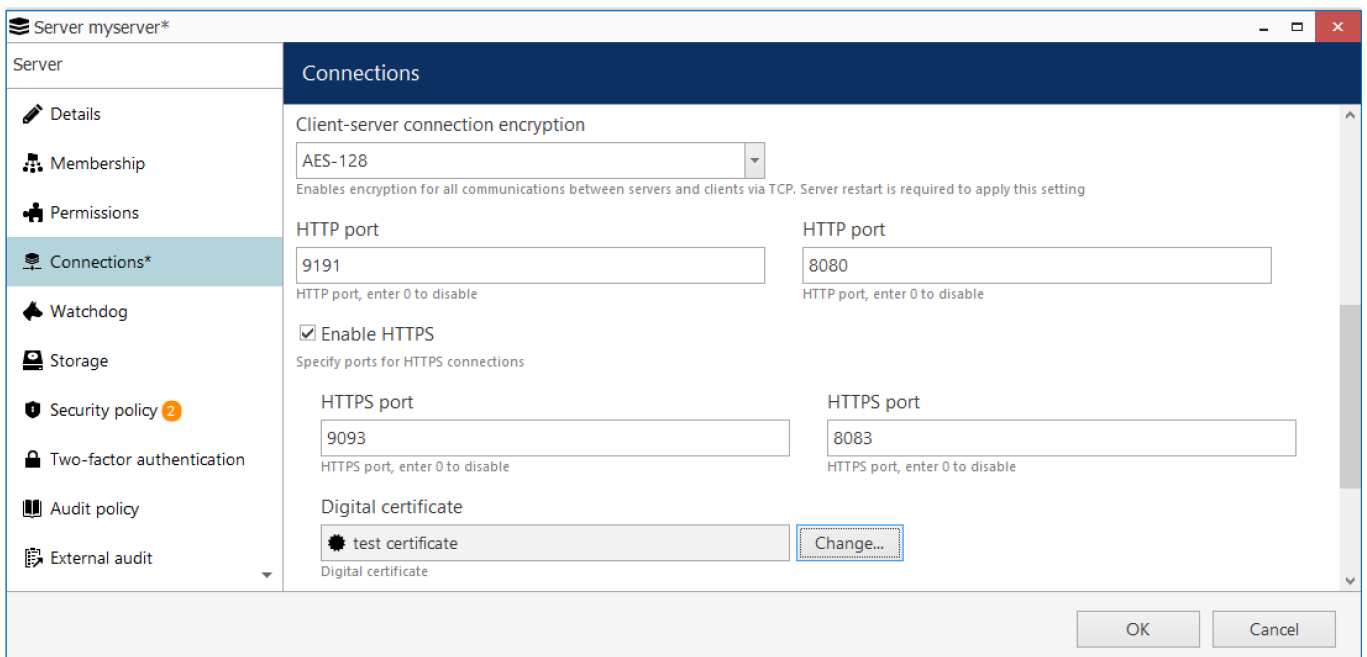 Server myserver*
Server
Connections
Details
Membership
Permissions
Connections*
Watchdog
Storage
Security policy 2
Two-factor authentication
Audit policy
External audit
Client-server connection encryption
AES-128
Enables encryption for all communications between servers and clients via TCP. Server restart is required to apply this setting
HTTP port HTTP port
9191 8080
HTTP port, enter 0 to disable HTTP port, enter 0 to disable
Enable HTTPS
Specify ports for HTTPS connections
HTTPS port HTTPS port
9093 8083
HTTPS port, enter 0 to disable HTTPS port, enter 0 to disable
Digital certificate
test certificate Change...
Digital certificate
OK Cancel